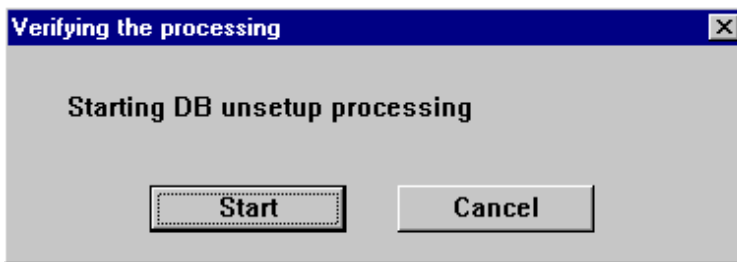 Verifying the processing
Starting DB unsetup processing
Start
Cancel